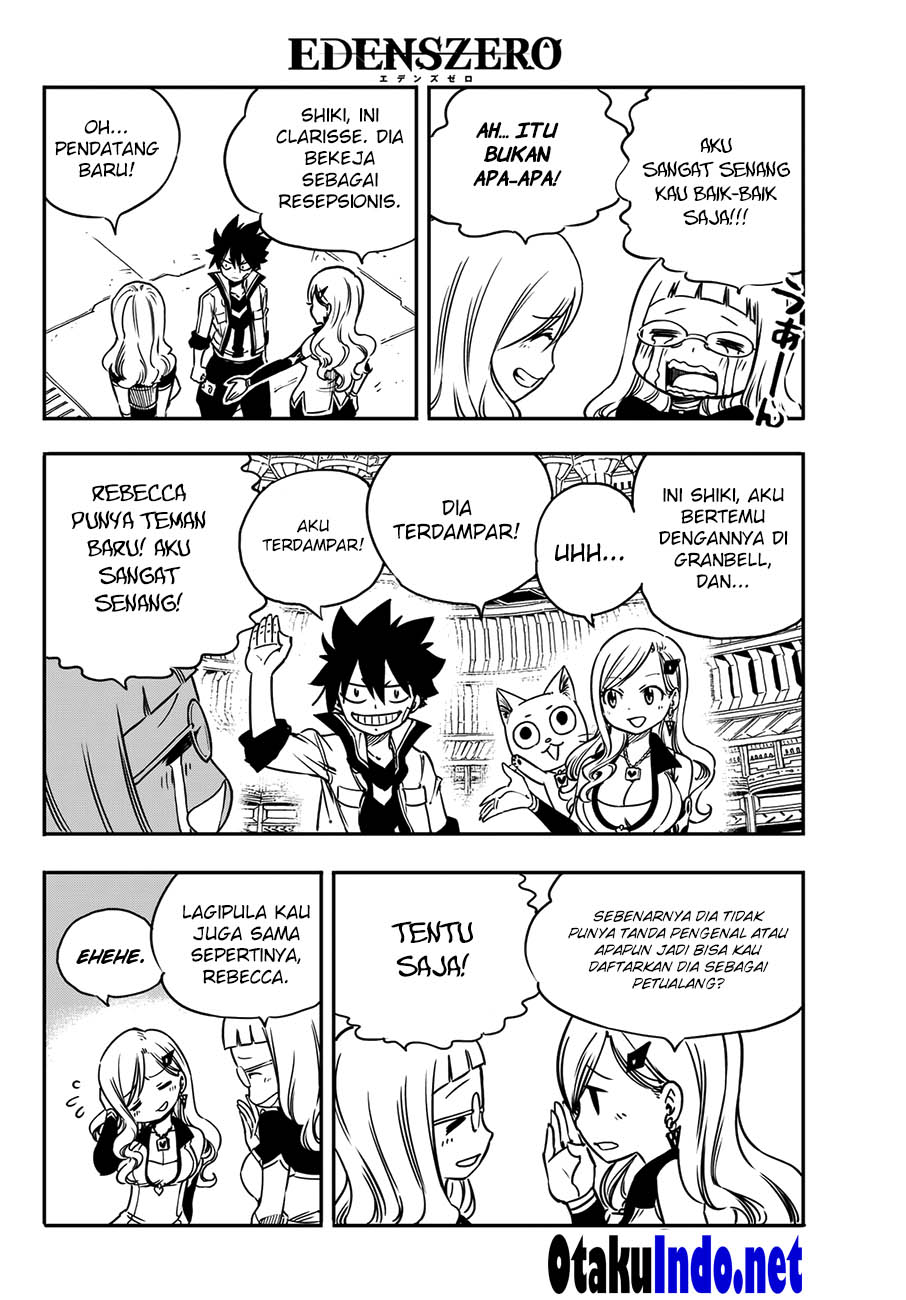 EDENSZERO
エデンズゼロ
AKU
SANGAT SENANG
KAU BAIK-BAIK
SAJA!!!
うあーーん
AH... ITU
BUKAN
APA-APA!
SHIKI, INI
CLARISSE. DIA
BEKEJA
SEBAGAI
RESEPSIONIS.
OH...
PENDATANG
BARU!
INI SHIKI, AKU
BERTEMU
DENGANNYA DI
GRANBELL,
DAN...
UHH...
DIA
TERDAMPAR!
AKU
TERDAMPAR!
REBECCA
PUNYA TEMAN
BARU! AKU
SANGAT
SENANG!
SEBENARNYA DIA TIDAK
PUNYA TANDA PENGENAL ATAU
APAPUN JADI BISA KAU
DAFTARKAN DIA SEBAGAI
PETUALANG?
TENTU
SAJA!
LAGIPULA KAU
JUGA SAMA
SEPERTINYA,
REBECCA.
EHEHE.
OtakuIndo.net